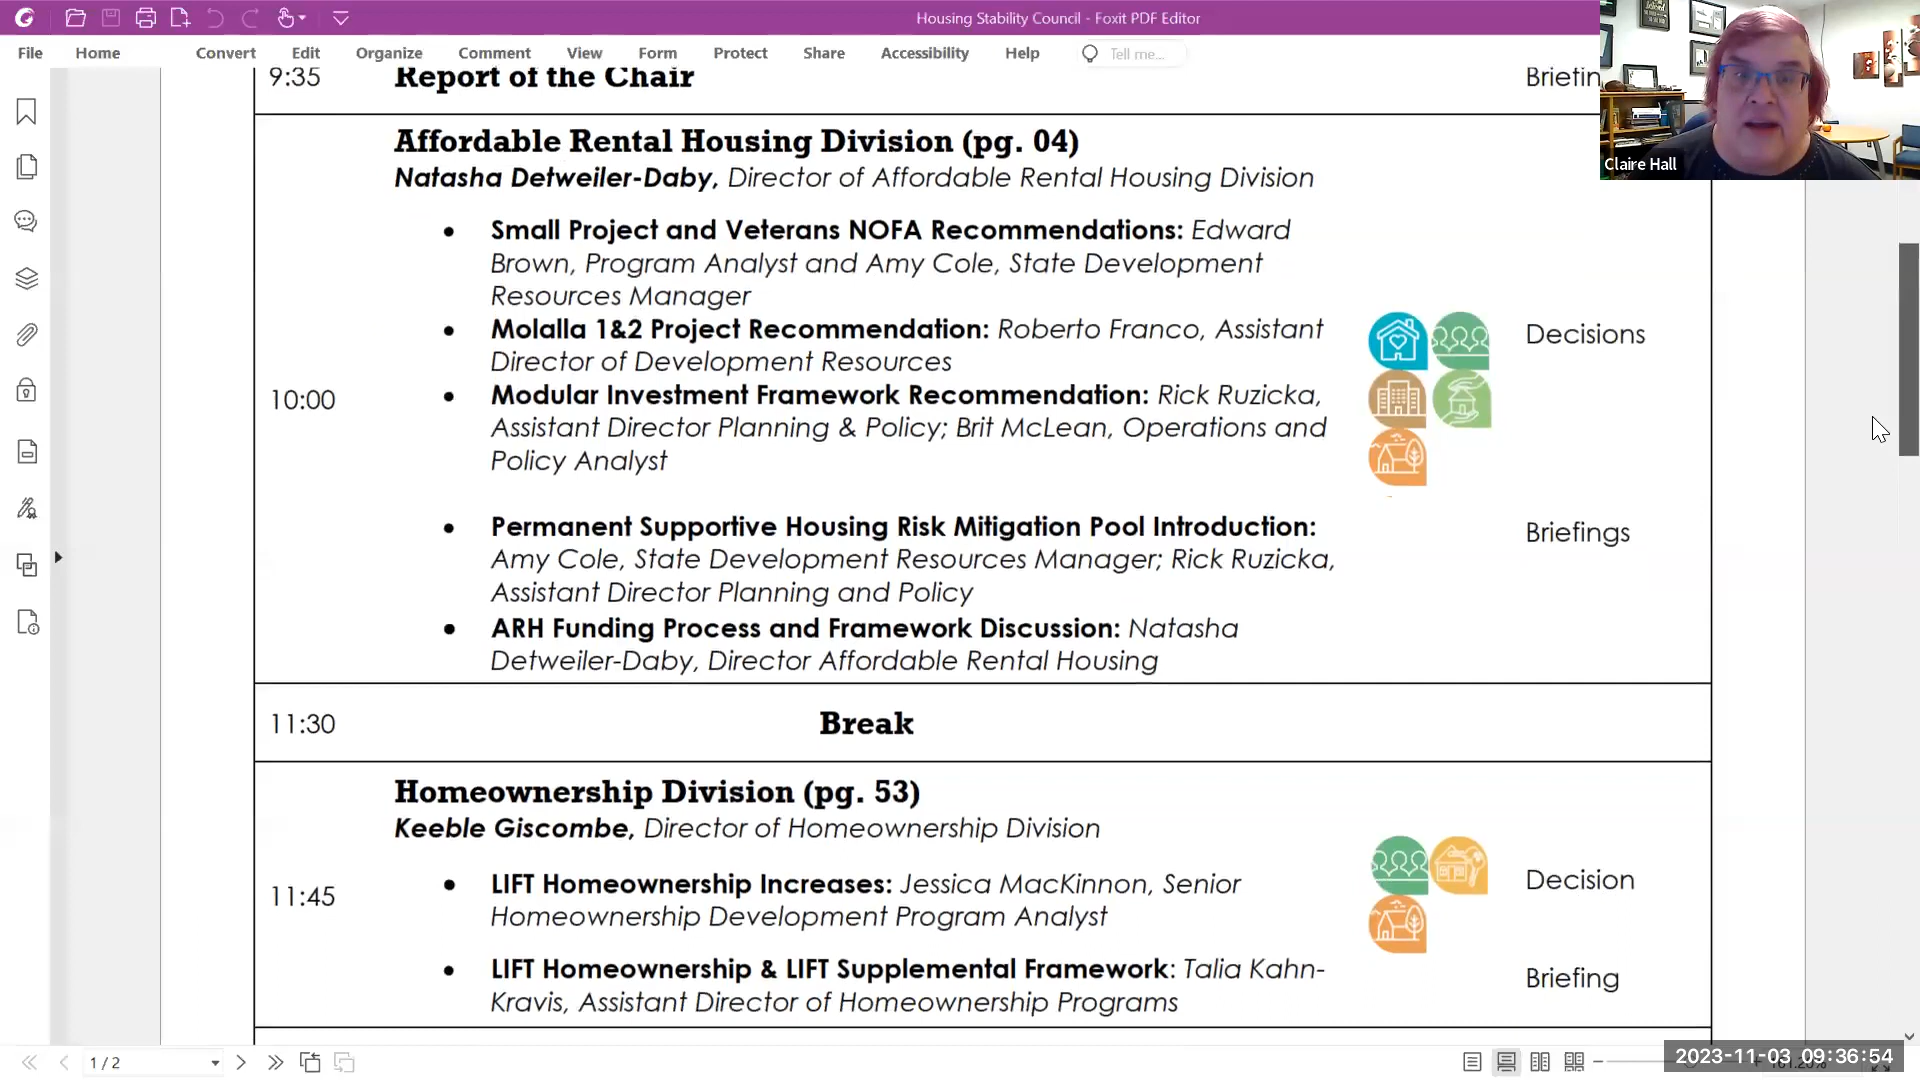 Housing Stability Council - Foxit PDF Editor
File Home Convert Edit Organize Comment View Form Protect Share Accessibility Help Tell me...
9:35 Report of the Chair Briefin
Claire Hall
Affordable Rental Housing Division (pg. 04)
Natasha Detweiler-Daby, Director of Affordable Rental Housing Division
• Small Project and Veterans NOFA Recommendations: Edward
Brown, Program Analyst and Amy Cole, State Development
Resources Manager
• Molalla 1&2 Project Recommendation: Roberto Franco, Assistant
Director of Development Resources
Decisions
10:00
• Modular Investment Framework Recommendation: Rick Ruzicka,
Assistant Director Planning & Policy; Brit McLean, Operations and
Policy Analyst
• Permanent Supportive Housing Risk Mitigation Pool Introduction:
Amy Cole, State Development Resources Manager; Rick Ruzicka,
Assistant Director Planning and Policy
Briefings
• ARH Funding Process and Framework Discussion: Natasha
Detweiler-Daby, Director Affordable Rental Housing
11:30 Break
Homeownership Division (pg. 53)
Keeble Giscombe, Director of Homeownership Division
11:45
• LIFT Homeownership Increases: Jessica MacKinnon, Senior
Homeownership Development Program Analyst
Decision
• LIFT Homeownership & LIFT Supplemental Framework: Talia Kahn-
Kravis, Assistant Director of Homeownership Programs
Briefing
1 / 2
2023-11-03 09:36:54